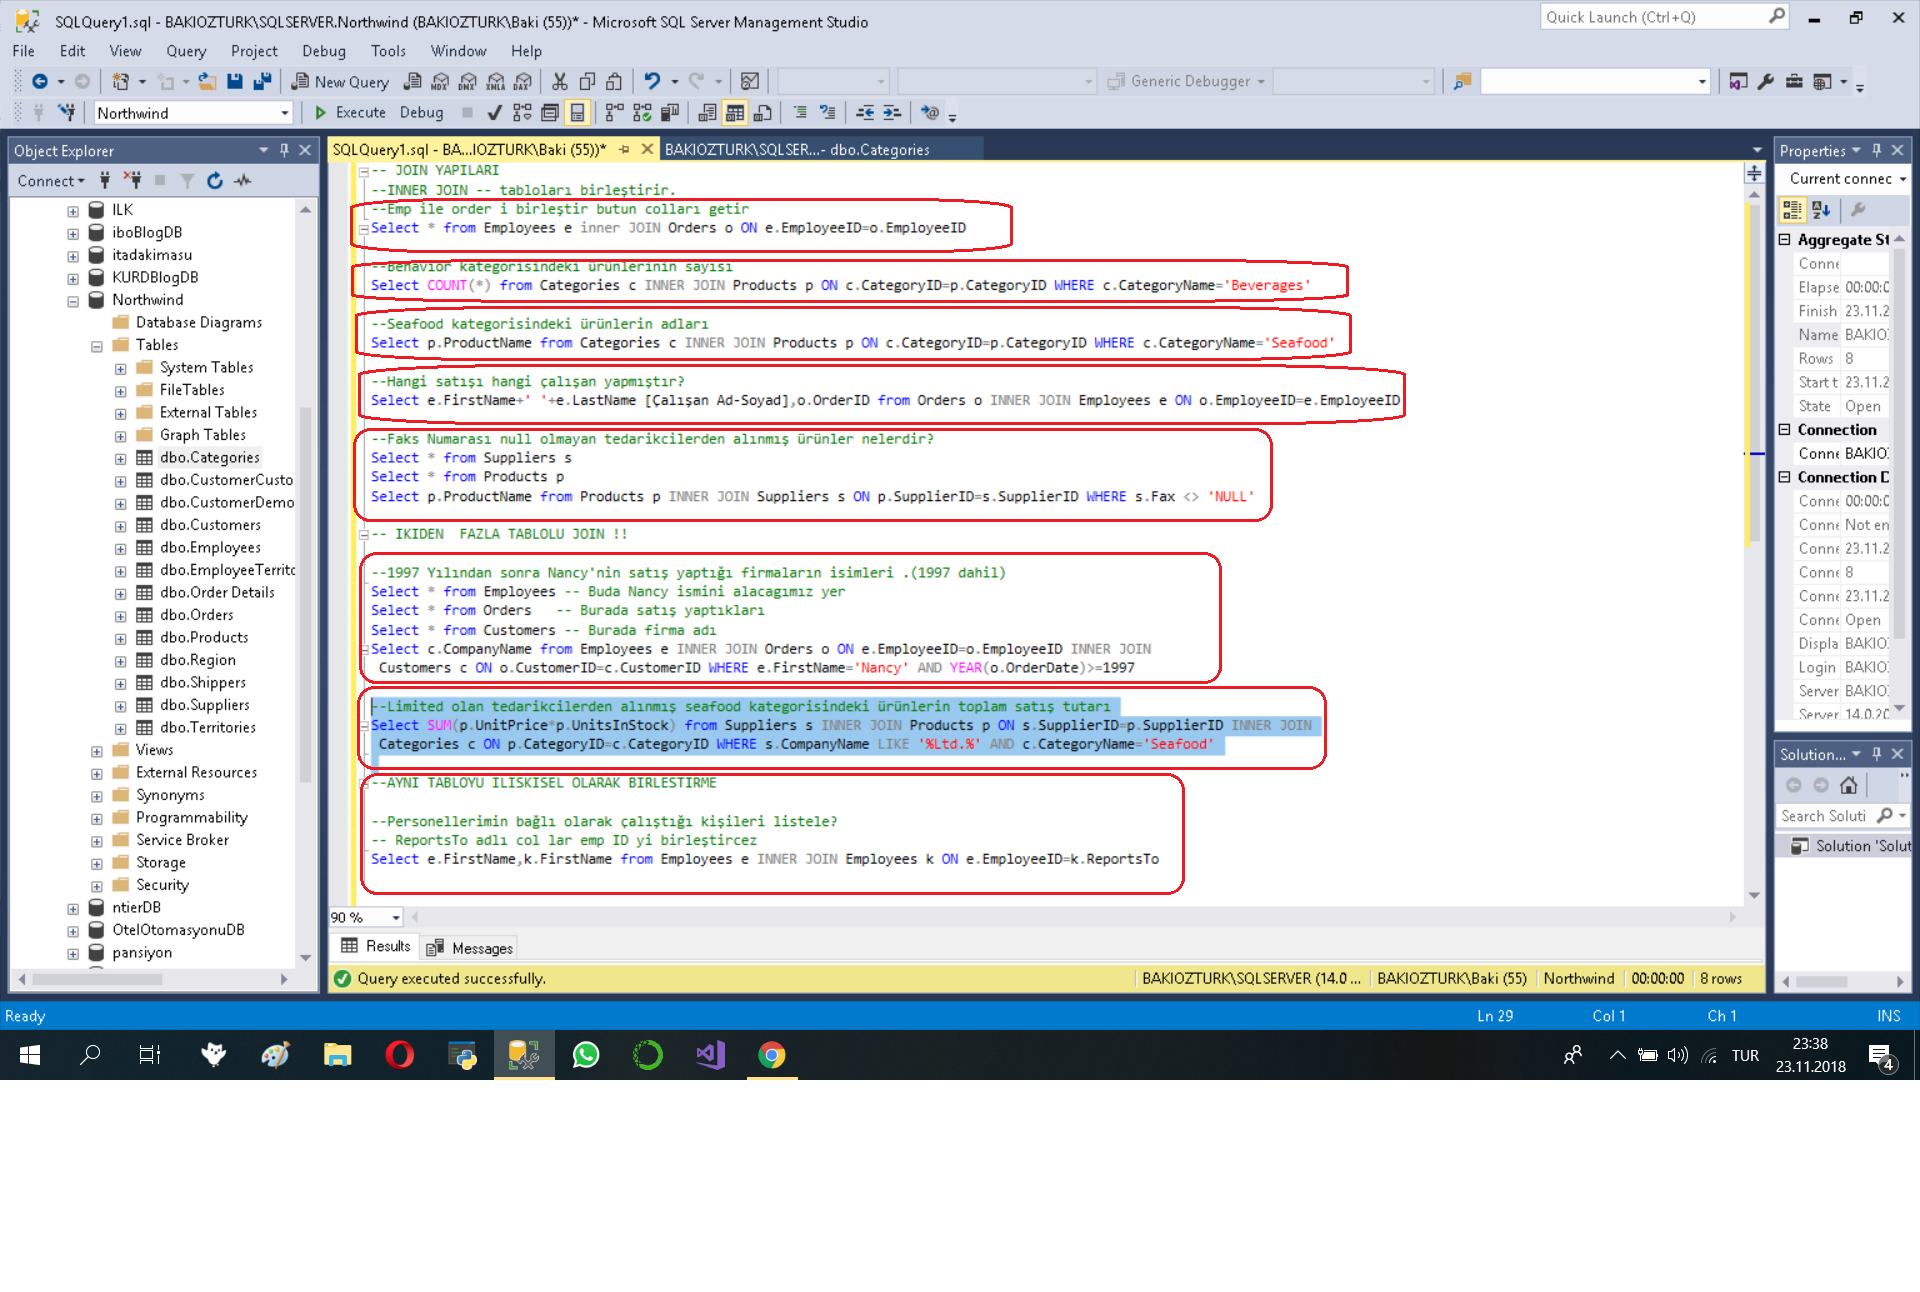 SQLQuery1.sql - BAKIOZTURK\SQLSERVER.Northwind (BAKIOZTURK\Baki (55))* - Microsoft SQL Server Management Studio
Quick Launch (Ctrl+Q)
File Edit View Query Project Debug Tools Window Help
New Query
MDX DMX XMLA DAX
Generic Debugger
Northwind
Execute Debug
Object Explorer
Connect
ILK
iboBlogDB
itadakimasu
KURDBlogDB
Northwind
Database Diagrams
Tables
System Tables
FileTables
External Tables
Graph Tables
dbo.Categories
dbo.CustomerCusto
dbo.CustomerDemo
dbo.Customers
dbo.Employees
dbo.EmployeeTerrito
dbo.Order Details
dbo.Orders
dbo.Products
dbo.Region
dbo.Shippers
dbo.Suppliers
dbo.Territories
Views
External Resources
Synonyms
Programmability
Service Broker
Storage
Security
ntierDB
OtelOtomasyonuDB
pansiyon
SQLQuery1.sql - BA...IOZTURK\Baki (55))*
BAKIOZTURK\SQLSER...- dbo.Categories
-- JOIN YAPILARI
--INNER JOIN -- tabloları birleştirir.
--Emp ile order i birleştir butun colları getir
Select * from Employees e inner JOIN Orders o ON e.EmployeeID=o.EmployeeID
--Behavior kategorisindeki ürünlerinin sayısı
Select COUNT(*) from Categories c INNER JOIN Products p ON c.CategoryID=p.CategoryID WHERE c.CategoryName='Beverages'
--Seafood kategorisindeki ürünlerin adları
Select p.ProductName from Categories c INNER JOIN Products p ON c.CategoryID=p.CategoryID WHERE c.CategoryName='Seafood'
--Hangi satışı hangi çalışan yapmıştır?
Select e.FirstName+' '+e.LastName [Çalışan Ad-Soyad],o.OrderID from Orders o INNER JOIN Employees e ON o.EmployeeID=e.EmployeeID
--Faks Numarası null olmayan tedarikcilerden alınmış ürünler nelerdir?
Select * from Suppliers s
Select * from Products p
Select p.ProductName from Products p INNER JOIN Suppliers s ON p.SupplierID=s.SupplierID WHERE s.Fax <> 'NULL'
-- IKIDEN  FAZLA TABLOLU JOIN !!
--1997 Yılından sonra Nancy'nin satış yaptığı firmaların isimleri .(1997 dahil)
Select * from Employees -- Buda Nancy ismini alacagımız yer
Select * from Orders   -- Burada satış yaptıkları
Select * from Customers -- Burada firma adı
Select c.CompanyName from Employees e INNER JOIN Orders o ON e.EmployeeID=o.EmployeeID INNER JOIN
Customers c ON o.CustomerID=c.CustomerID WHERE e.FirstName='Nancy' AND YEAR(o.OrderDate)>=1997
--Limited olan tedarikcilerden alınmış seafood kategorisindeki ürünlerin toplam satış tutarı
Select SUM(p.UnitPrice*p.UnitsInStock) from Suppliers s INNER JOIN Products p ON s.SupplierID=p.SupplierID INNER JOIN
Categories c ON p.CategoryID=c.CategoryID WHERE s.CompanyName LIKE '%Ltd.%' AND c.CategoryName='Seafood'
--AYNI TABLOYU ILISKISEL OLARAK BIRLESTIRME
--Personellerimin bağlı olarak çalıştığı kişileri listele?
-- ReportsTo adlı col lar emp ID yi birleştircez
Select e.FirstName,k.FirstName from Employees e INNER JOIN Employees k ON e.EmployeeID=k.ReportsTo
90 %
Results Messages
Query executed successfully.
BAKIOZTURK\SQLSERVER (14.0 ... BAKIOZTURK\Baki (55) Northwind 00:00:00 8 rows
Properties
Current connec
Aggregate St
Conne
Elapse 00:00:0
Finish 23.11.2
Name BAKIO
Rows 8
Start t 23.11.2
State Open
Connection
Conne BAKIO
Connection D
Conne 00:00:0
Conne Not en
Conne 23.11.2
Conne 8
Conne 23.11.2
Conne Open
Displa BAKIO
Login BAKIO
Server BAKIO
Server 14.0.20
Solution...
Search Soluti
Solution 'Solut
Ready
Ln 29 Col 1 Ch 1 INS
TUR
23:38
23.11.2018
4